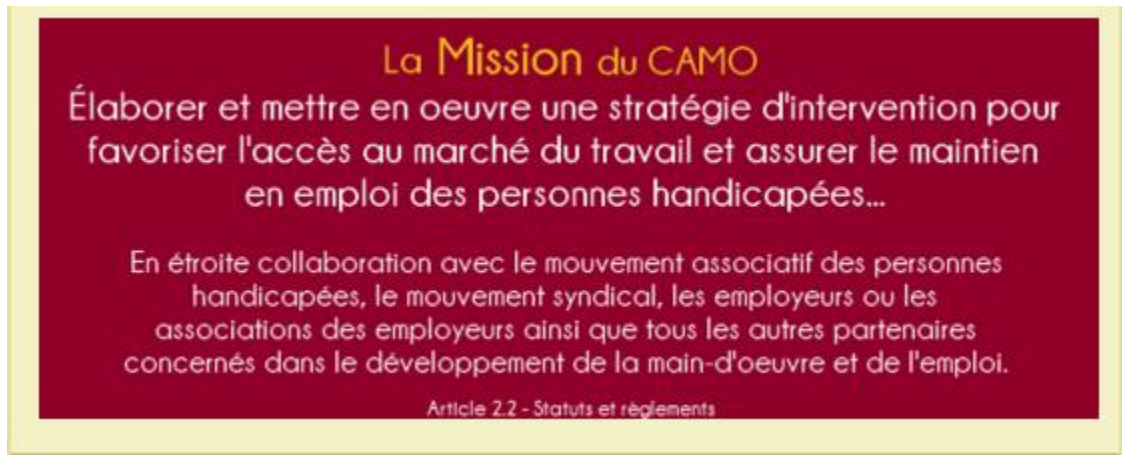 La Mission du CAMO
Élaborer et mettre en oeuvre une stratégie d'intervention pour
favoriser l'accès au marché du travail et assurer le maintien
en emploi des personnes handicapées...
En étroite collaboration avec le mouvement associatif des personnes
handicapées, le mouvement syndical, les employeurs ou les
associations des employeurs ainsi que tous les autres partenaires
concernés dans le développement de la main-d'oeuvre et de l'emploi.
Article 2.2 - Statuts et règlements